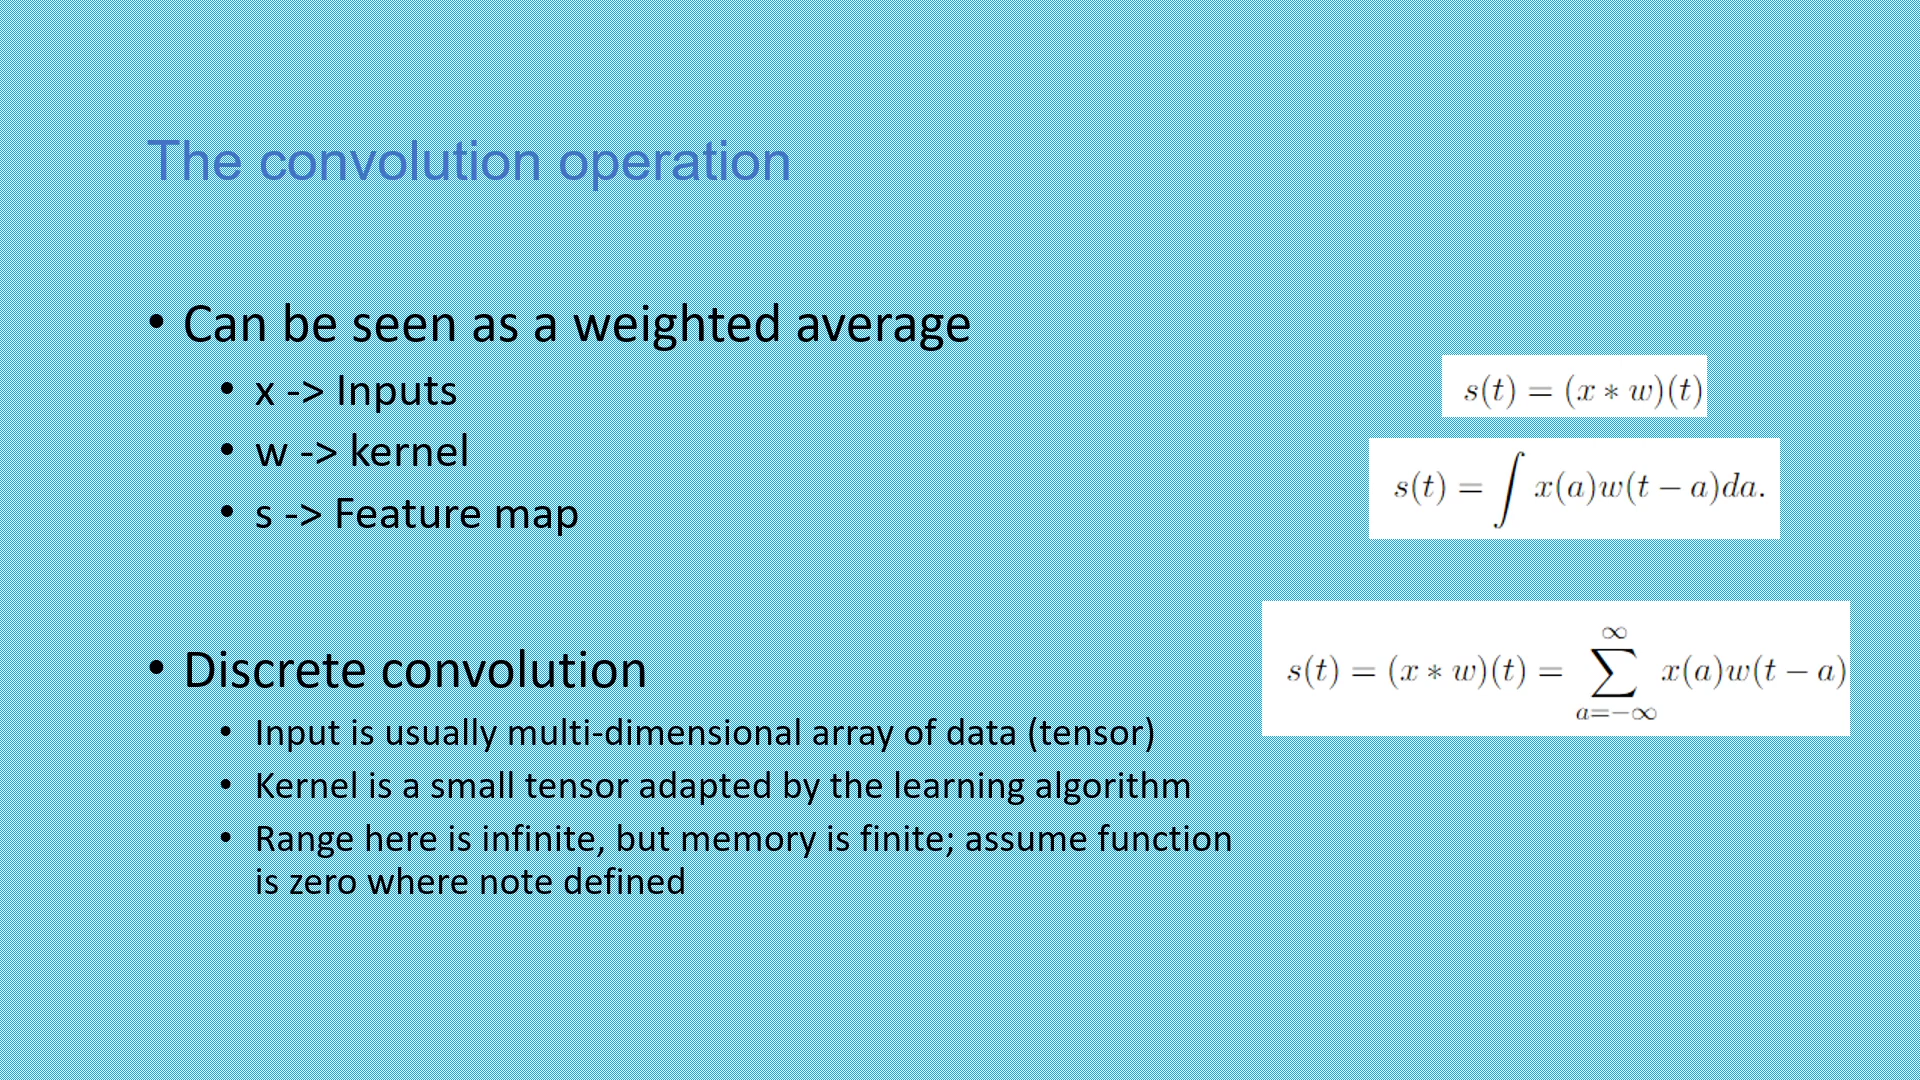 The convolution operation
• Can be seen as a weighted average
• x -> Inputs
• w -> kernel
• s -> Feature map
s(t) = (x ∗ w)(t)
s(t) = ∫ x(a)w(t − a)da.
• Discrete convolution
s(t) = (x ∗ w)(t) = ∑_{a=−∞}^{∞} x(a)w(t − a)
• Input is usually multi-dimensional array of data (tensor)
• Kernel is a small tensor adapted by the learning algorithm
• Range here is infinite, but memory is finite; assume function
is zero where note defined